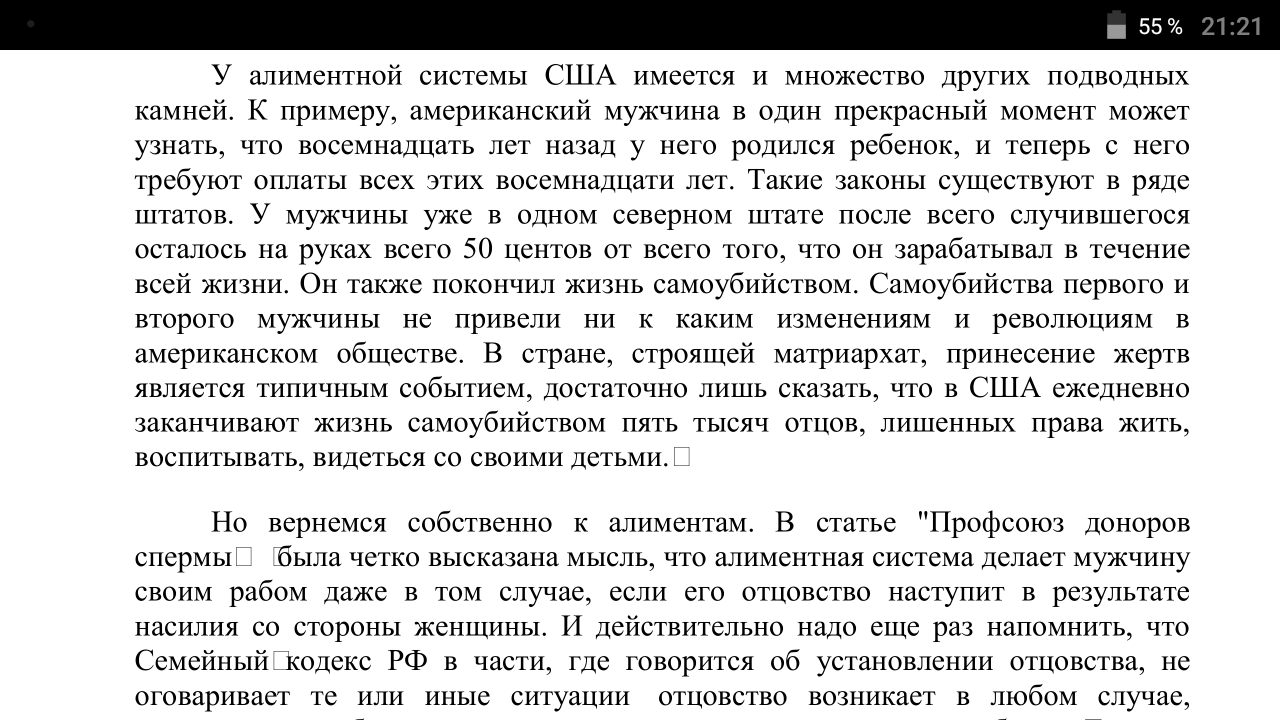 55 % 21:21
У алиментной системы США имеется и множество других подводных
камней. К примеру, американский мужчина в один прекрасный момент может
узнать, что восемнадцать лет назад у него родился ребенок, и теперь с него
требуют оплаты всех этих восемнадцати лет. Такие законы существуют в ряде
штатов. У мужчины уже в одном северном штате после всего случившегося
осталось на руках всего 50 центов от всего того, что он зарабатывал в течение
всей жизни. Он также покончил жизнь самоубийством. Самоубийства первого и
второго мужчины не привели ни к каким изменениям и революциям в
американском обществе. В стране, строящей матриархат, принесение жертв
является типичным событием, достаточно лишь сказать, что в США ежедневно
заканчивают жизнь самоубийством пять тысяч отцов, лишенных права жить,
воспитывать, видеться со своими детьми.
Но вернемся собственно к алиментам. В статье "Профсоюз доноров
спермы была четко высказана мысль, что алиментная система делает мужчину
своим рабом даже в том случае, если его отцовство наступит в результате
насилия со стороны женщины. И действительно надо еще раз напомнить, что
Семейный кодекс РФ в части, где говорится об установлении отцовства, не
оговаривает те или иные ситуации отцовство возникает в любом случае,